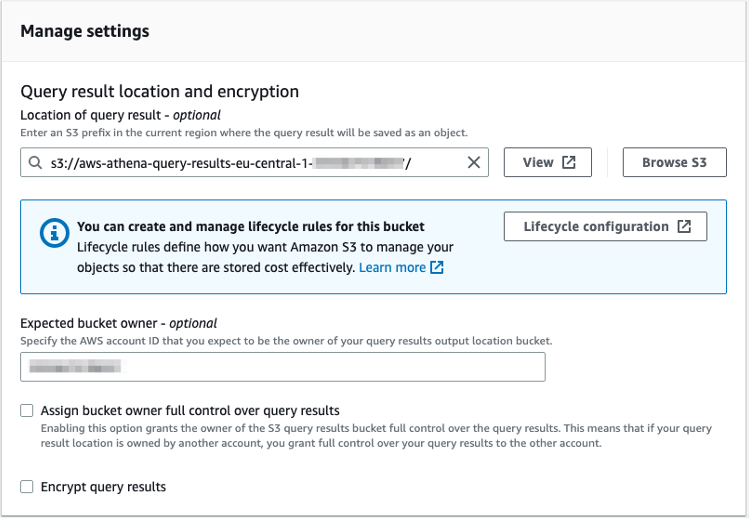 Manage settings
Query result location and encryption
Location of query result - optional
Enter an S3 prefix in the current region where the query result will be saved as an object.
s3://aws-athena-query-results-eu-central-1- /
View
Browse S3
You can create and manage lifecycle rules for this bucket
Lifecycle rules define how you want Amazon S3 to manage your
objects so that there are stored cost effectively. Learn more
Lifecycle configuration
Expected bucket owner - optional
Specify the AWS account ID that you expect to be the owner of your query results output location bucket.
Assign bucket owner full control over query results
Enabling this option grants the owner of the S3 query results bucket full control over the query results. This means that if your query
result location is owned by another account, you grant full control over your query results to the other account.
Encrypt query results